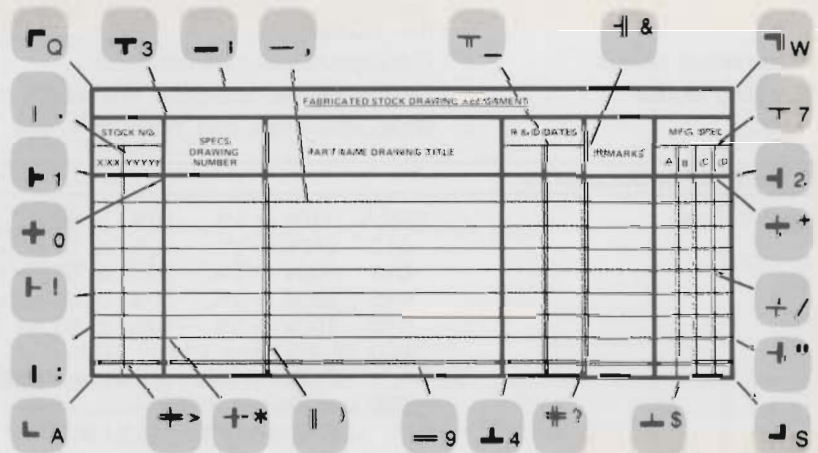 Q 3 ; , _ & W
FABRICATED STOCK DRAWING ASSIGNMENT
. 7
STOCK NO. SPECS. DRAWING NUMBER PART NAME DRAWING TITLE R & D DATES REMARKS MFG. SPEC
XXX YYYYY A B C D
1 2.
0 +
! /
: "
A > * ) 9 4 ? $ S